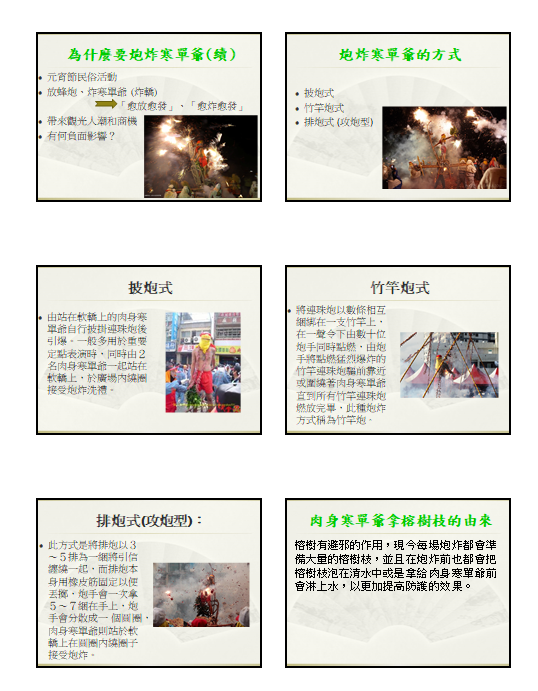 為什麼要炮炸寒單爺(續)
元宵節民俗活動
放蜂炮、炸寒單爺 (炸轎)
「愈放愈發」、「愈炸愈發」
帶來觀光人潮和商機
有何負面影響？
炮炸寒單爺的方式
披炮式
竹竿炮式
排炮式 (攻炮型)
披炮式
由站在軟轎上的肉身寒
單爺自行披掛連珠炮後
引爆。一般多用於重要
定點表演時，同時由２
名肉身寒單爺一起站在
軟轎上，於廣場內繞圈
接受炮炸洗禮。
竹竿炮式
將連珠炮以數條相互
綑綁在一支竹竿上、
在一聲令下由數十位
炮手同時點燃，由炮
手將點燃猛烈爆炸的
竹竿連珠炮驅前靠近
或圍繞著肉身寒單爺
直到所有竹竿連珠炮
燃放完畢，此種炮炸
方式稱為竹竿炮。
排炮式(攻炮型)：
此方式是將排炮以３
～５排為一綑將引信
纏繞一起，而排炮本
身用橡皮筋固定以便
丟擲，炮手會一次拿
５～７綑在手上，炮
手會分散成一 個圓圈，
肉身寒單爺則站於軟
轎上在圓圈內繞圈子
接受炮炸。
肉身寒單爺拿榕樹枝的由來
榕樹有避邪的作用，現今每場炮炸都會準
備大量的榕樹枝，並且在炮炸前也都會把
榕樹枝泡在清水中或是拿給肉身寒單爺前
會淋上水，以更加提高防護的效果。